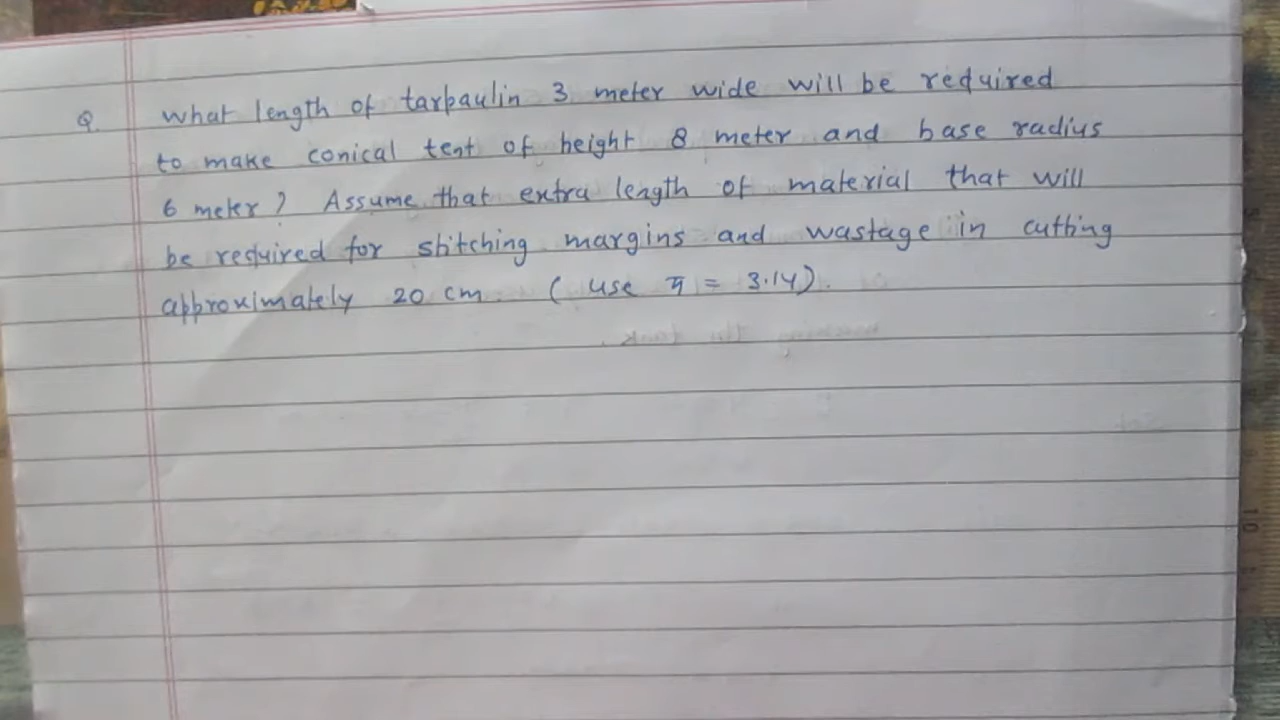 Q. What length of tarpaulin 3 meter wide will be required
to make conical tent of height 8 meter and base radius
6 meter? Assume that extra length of material that will
be required for stitching margins and wastage in cutting
approximately 20 cm. (use π = 3.14).